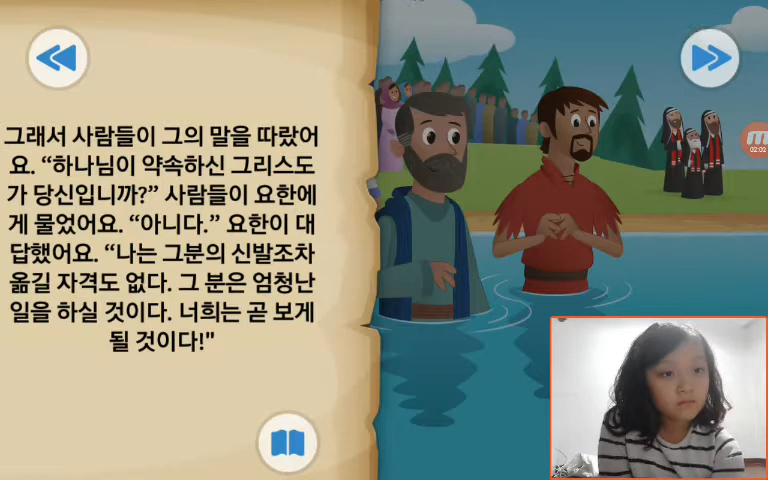 그래서 사람들이 그의 말을 따랐어
요. “하나님이 약속하신 그리스도
가 당신입니까?” 사람들이 요한에
게 물었어요. “아니다.” 요한이 대
답했어요. “나는 그분의 신발조차
옮길 자격도 없다. 그 분은 엄청난
일을 하실 것이다. 너희는 곧 보게
될 것이다!"
02:02